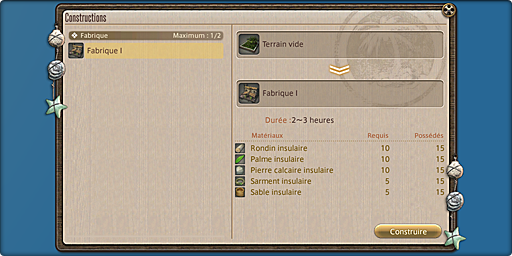 Constructions
Fabrique Maximum : 1/2
Fabrique I
Terrain vide
Fabrique I
Durée :2~3 heures
Matériaux Requis Possédés
Rondin insulaire 10 15
Palme insulaire 10 15
Pierre calcaire insulaire 10 15
Sarment insulaire 5 15
Sable insulaire 5 15
Construire